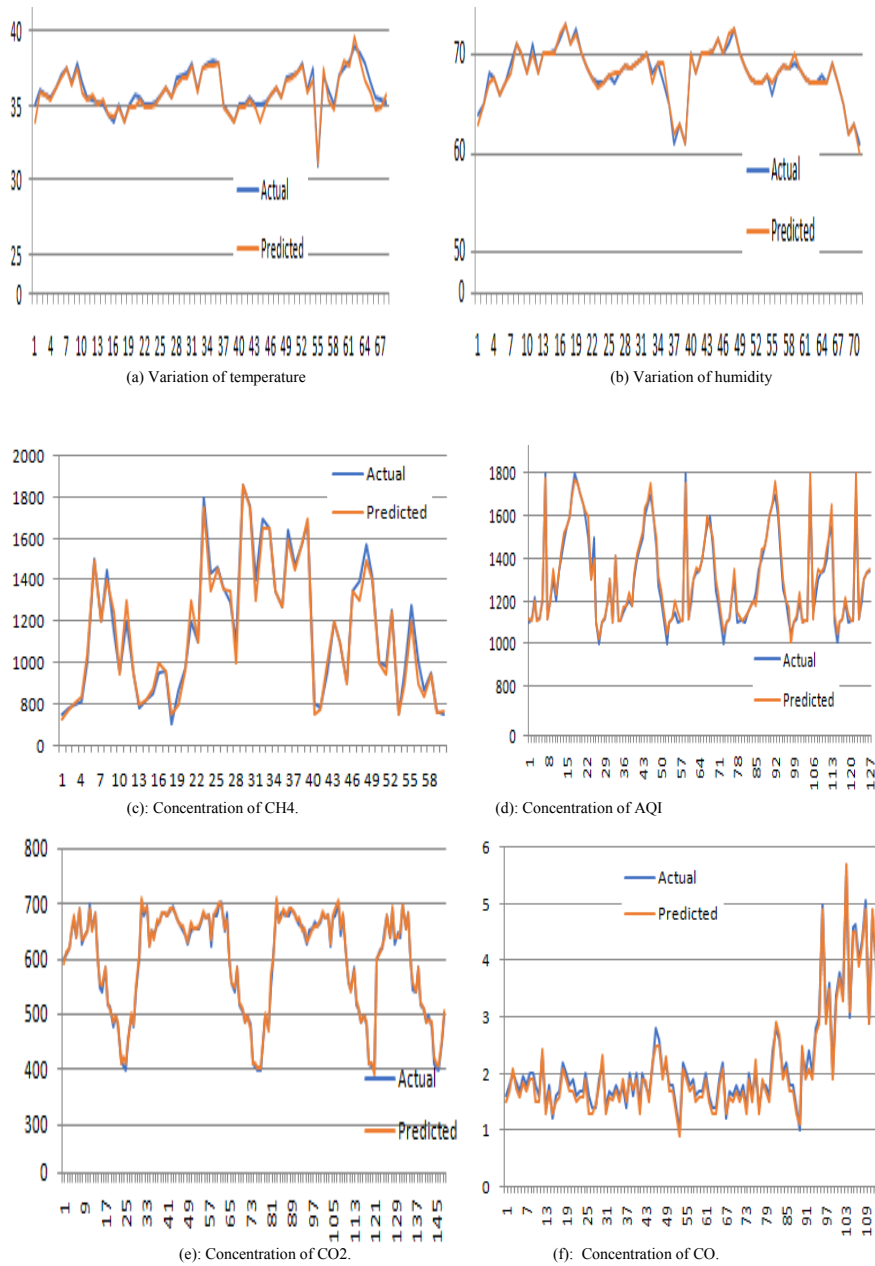 40
35
30
25
0
Actual
Predicted
1 4 7 10 13 16 19 22 25 28 31 34 37 40 43 46 49 52 55 58 61 64 67
(a) Variation of temperature
70
60
50
0
Actual
Predicted
1 4 7 10 13 16 19 22 25 28 31 34 37 40 43 46 49 52 55 58 61 64 67 70
(b) Variation of humidity
2000
1800
1600
1400
1200
1000
800
0
Actual
Predicted
1 4 7 10 13 16 19 22 25 28 31 34 37 40 43 46 49 52 55 58
(c): Concentration of CH4.
1800
1600
1400
1200
1000
800
0
Actual
Predicted
1 8 15 22 29 36 43 50 57 64 71 78 85 92 99 106 113 120 127
(d): Concentration of AQI
800
700
600
500
400
300
0
Actual
Predicted
1 9 17 25 33 41 49 57 65 73 81 89 97 105 113 121 129 137 145
(e): Concentration of CO2.
6
5
4
3
2
1
0
Actual
Predicted
1 7 13 19 25 31 37 43 49 55 61 67 73 79 85 91 97 103 109
(f): Concentration of CO.